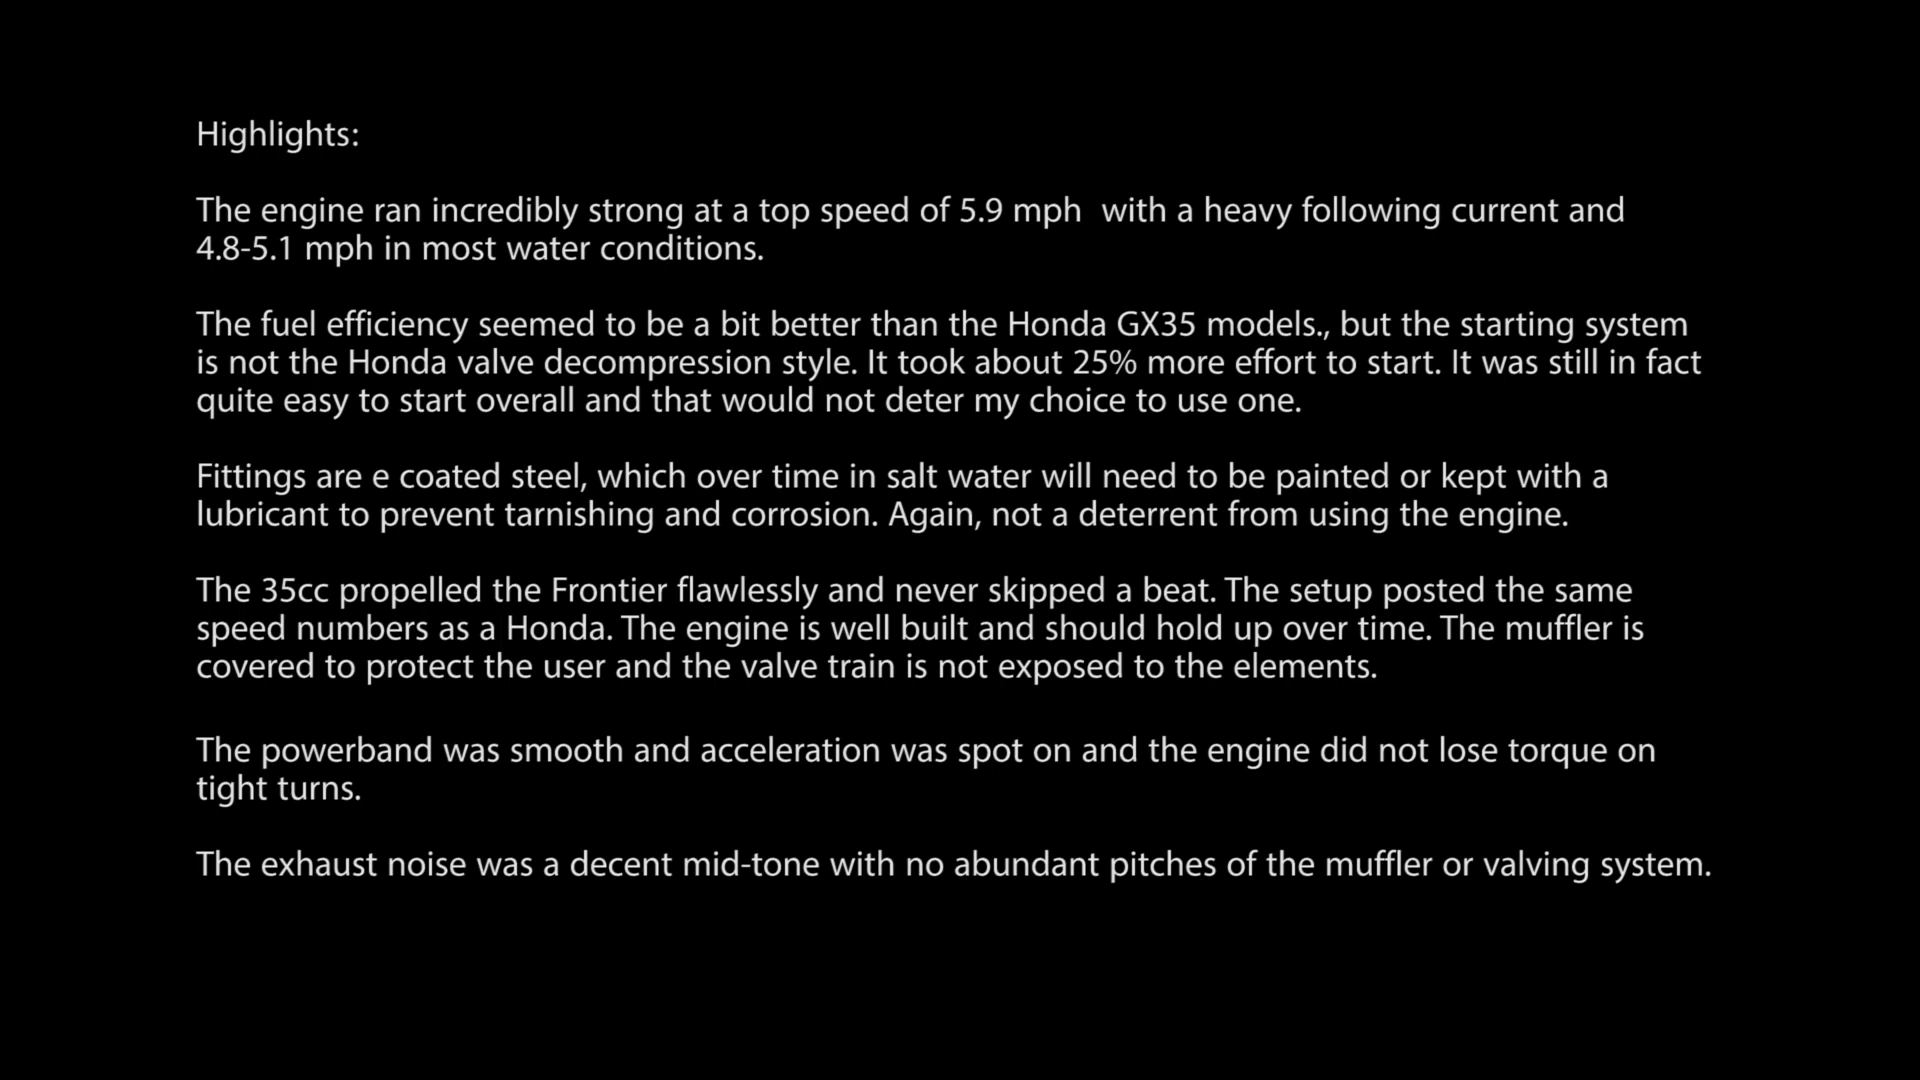 Highlights:
The engine ran incredibly strong at a top speed of 5.9 mph  with a heavy following current and
4.8-5.1 mph in most water conditions.
The fuel efficiency seemed to be a bit better than the Honda GX35 models., but the starting system
is not the Honda valve decompression style. It took about 25% more effort to start. It was still in fact
quite easy to start overall and that would not deter my choice to use one.
Fittings are e coated steel, which over time in salt water will need to be painted or kept with a
lubricant to prevent tarnishing and corrosion. Again, not a deterrent from using the engine.
The 35cc propelled the Frontier flawlessly and never skipped a beat. The setup posted the same
speed numbers as a Honda. The engine is well built and should hold up over time. The muffler is
covered to protect the user and the valve train is not exposed to the elements.
The powerband was smooth and acceleration was spot on and the engine did not lose torque on
tight turns.
The exhaust noise was a decent mid-tone with no abundant pitches of the muffler or valving system.